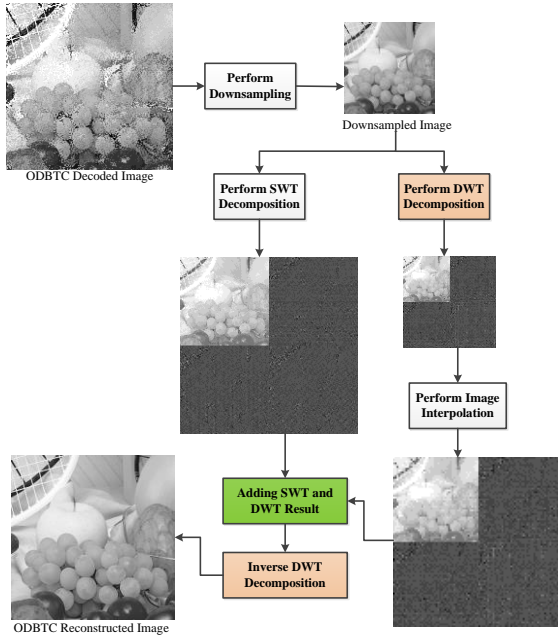 Perform
Downsampling
Downsampled Image
ODBTC Decoded Image
Perform SWT
Decomposition
Perform DWT
Decomposition
Perform Image
Interpolation
Adding SWT and
DWT Result
Inverse DWT
Decomposition
ODBTC Reconstructed Image